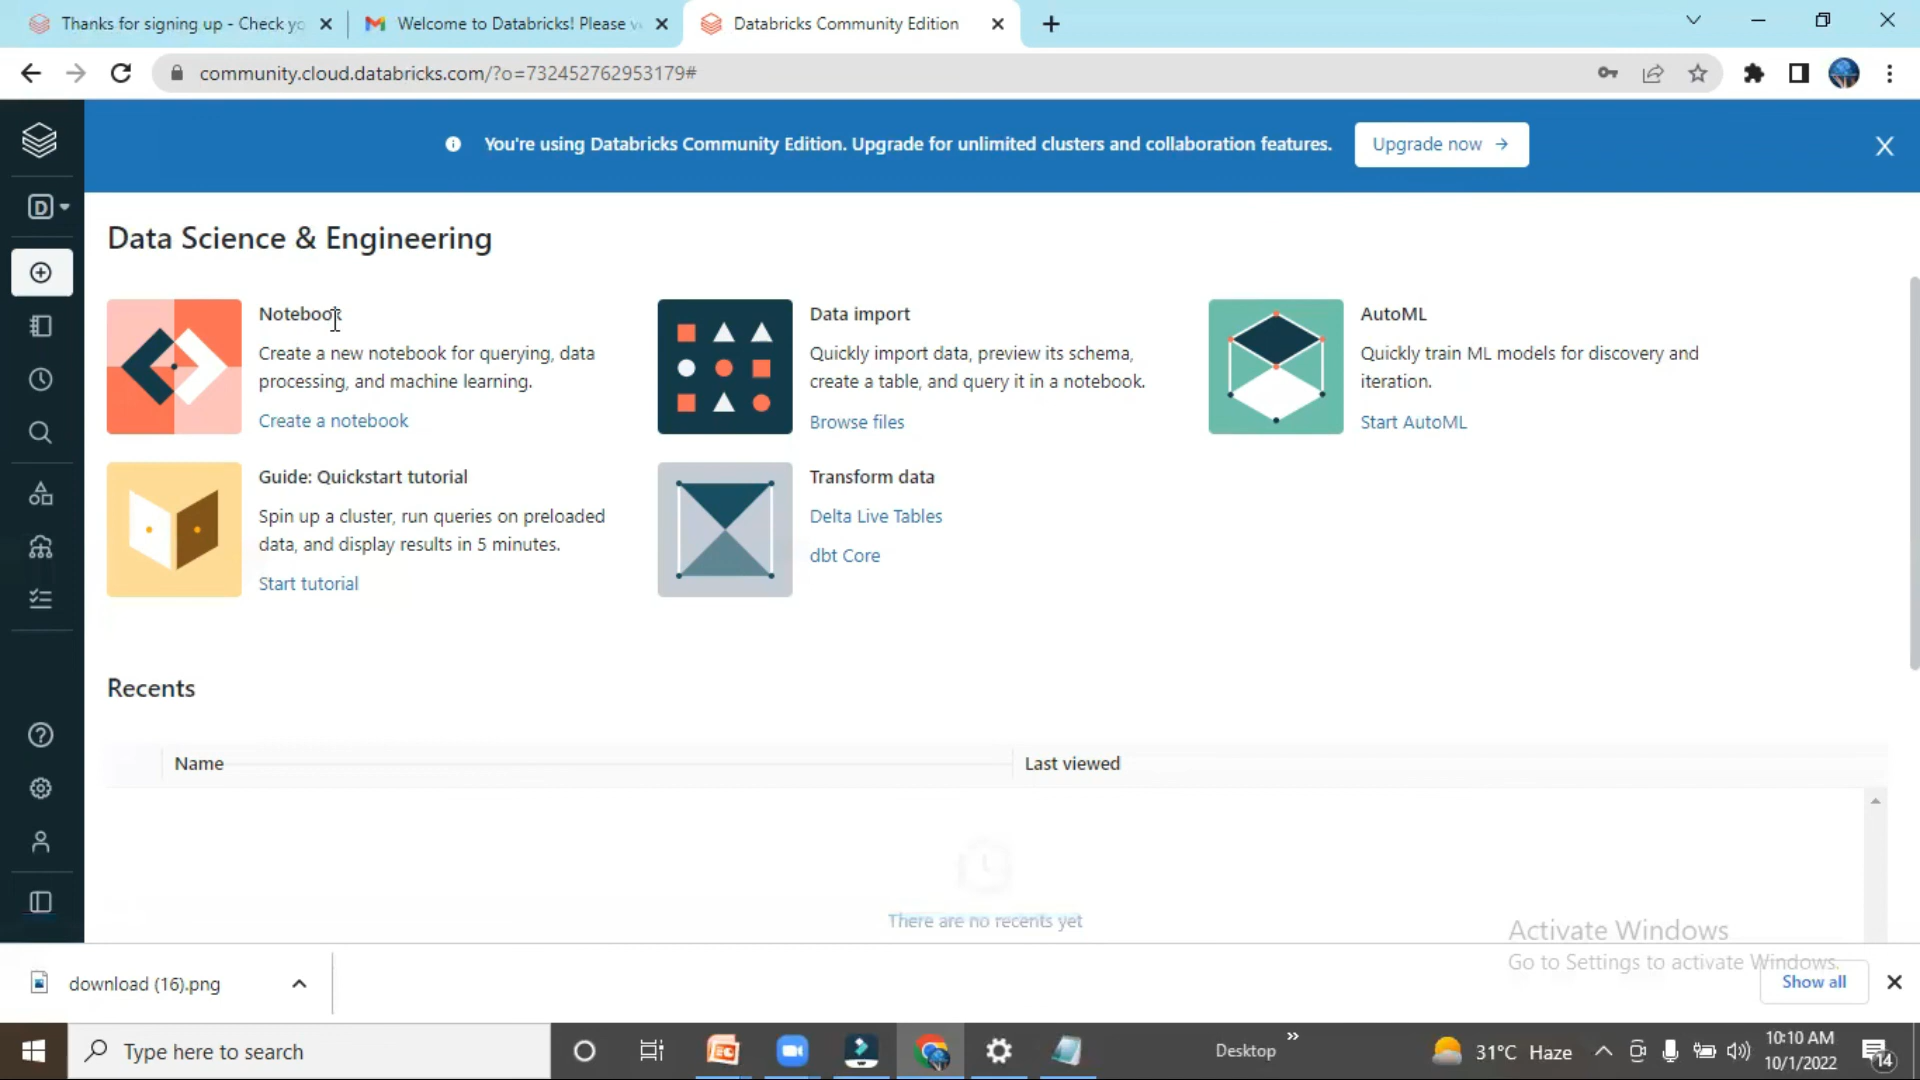 Thanks for signing up - Check yo
Welcome to Databricks! Please v
Databricks Community Edition
community.cloud.databricks.com/?o=732452762953179#
You're using Databricks Community Edition. Upgrade for unlimited clusters and collaboration features.
Upgrade now
D
Data Science & Engineering
Notebook
Create a new notebook for querying, data
processing, and machine learning.
Create a notebook
Data import
Quickly import data, preview its schema,
create a table, and query it in a notebook.
Browse files
AutoML
Quickly train ML models for discovery and
iteration.
Start AutoML
Guide: Quickstart tutorial
Spin up a cluster, run queries on preloaded
data, and display results in 5 minutes.
Start tutorial
Transform data
Delta Live Tables
dbt Core
Recents
Name
Last viewed
There are no recents yet
Activate Windows
Go to Settings to activate Windows.
download (16).png
Show all
Type here to search
Desktop
31°C Haze
10:10 AM
10/1/2022
14